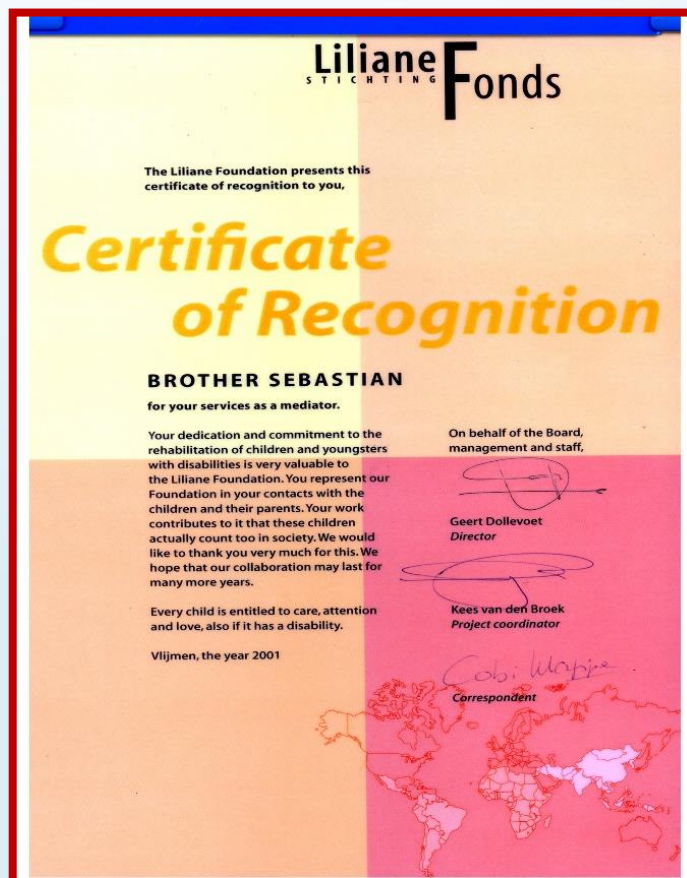 Liliane
STICHTING
Fonds
The Liliane Foundation presents this
certificate of recognition to you,
Certificate
of Recognition
BROTHER SEBASTIAN
for your services as a mediator.
Your dedication and commitment to the
rehabilitation of children and youngsters
with disabilities is very valuable to
the Liliane Foundation. You represent our
Foundation in your contacts with the
children and their parents. Your work
contributes to it that these children
actually count too in society. We would
like to thank you very much for this. We
hope that our collaboration may last for
many more years.
Every child is entitled to care, attention
and love, also if it has a disability.
Vlijmen, the year 2001
On behalf of the Board,
management and staff,
Geert Dollevoet
Director
Kees van den Broek
Project coordinator
Correspondent